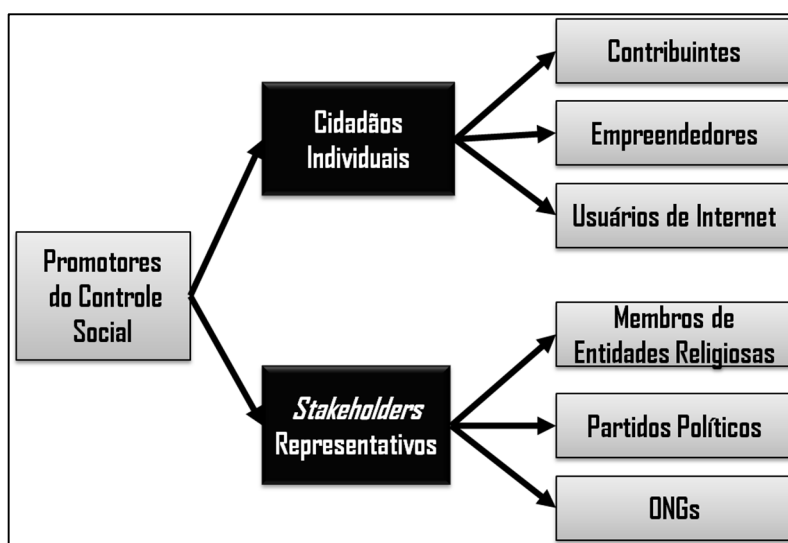 Promotores
do Controle
Social
Cidadãos
Individuais
Contribuintes
Empreendedores
Usuários de Internet
Stakeholders
Representativos
Membros de
Entidades Religiosas
Partidos Políticos
ONGs